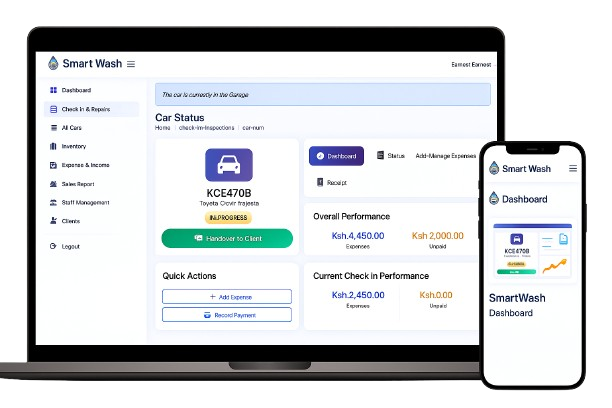 Smart Wash
Earnest Earnest
Dashboard
Check in & Repairs
All Cars
Inventory
Expense & Income
Sales Report
Staff Management
Clients
Logout
The car is currently in the Garage
Car Status
Home | check-im-Inspections | car-num
KCE470B
Toyeta Crovir trajesta
IN-PROGRESS
Handover to Client
Dashboard
Status
Add-Manage Expenses
Receipt
Overall Performance
Ksh.4,450.00
Ksh 2,000.00
Expenses
Unpaid
Quick Actions
+ Add Expense
Record Payment
Current Check in Performance
Ksh.2,450.00
Ksh.0.00
Expenses
Unpaid
Smart Wash
Dashboard
KCE470B
SmartWash
Dashboard